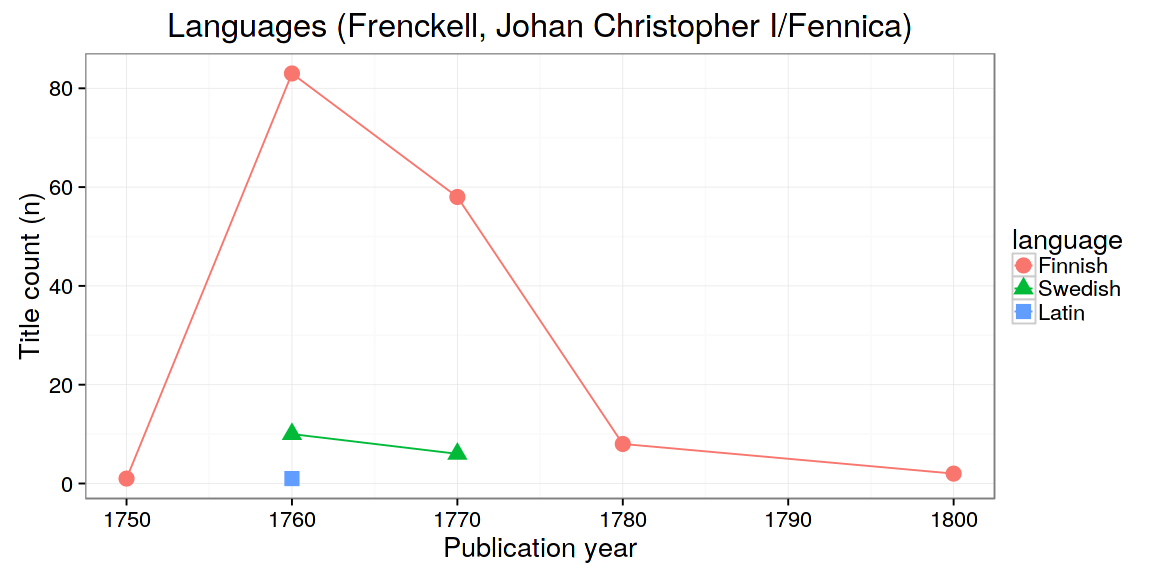 Languages (Frenckell, Johan Christopher I/Fennica)
Title count (n)
80
60
40
20
0
1750 1760 1770 1780 1790 1800
Publication year
language
Finnish
Swedish
Latin